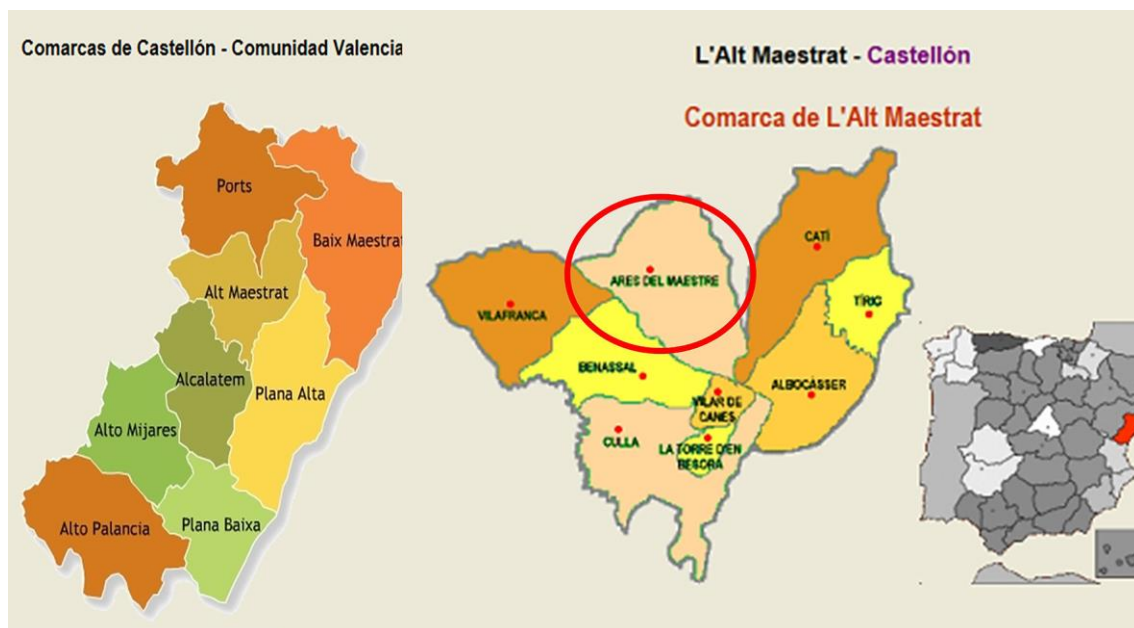 Comarcas de Castellón - Comunidad Valencia
Ports
Baix Maestrat
Alt Maestrat
Alcalatem
Plana Alta
Alto Mijares
Alto Palancia
Plana Baixa
L'Alt Maestrat - Castellón
Comarca de L'Alt Maestrat
CATÍ
ARES DEL MAESTRE
TÍRIG
VILAFRANCA
BENASSAL
ALBOCÀSSER
VILAR DE
CANES
CULLA
LA TORRE D'EN
BESORA